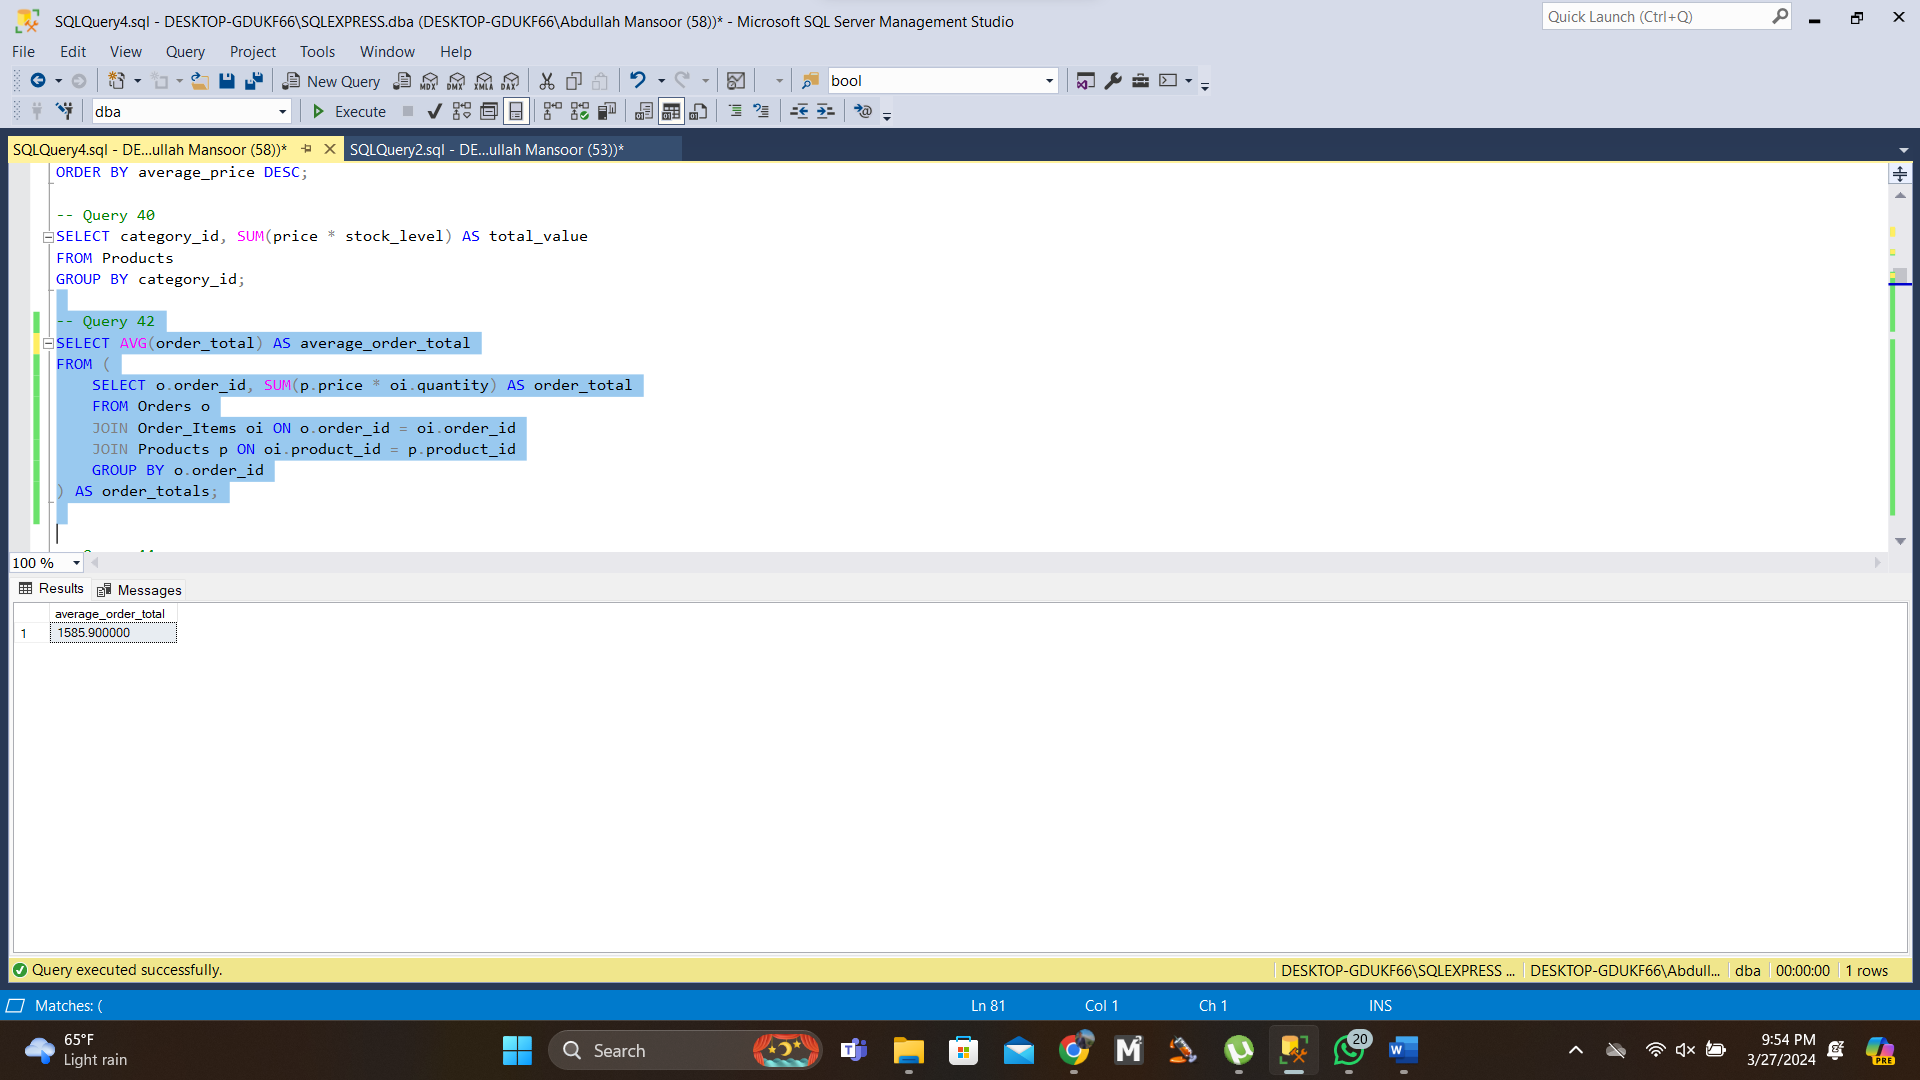 SQLQuery4.sql - DESKTOP-GDUKF66\SQLEXPRESS.dba (DESKTOP-GDUKF66\Abdullah Mansoor (58))* - Microsoft SQL Server Management Studio
Quick Launch (Ctrl+Q)
File Edit View Query Project Tools Window Help
New Query MDX DMX XMLA DAX bool
dba Execute
SQLQuery4.sql - DE...ullah Mansoor (58))* SQLQuery2.sql - DE...ullah Mansoor (53))*
ORDER BY average_price DESC;
-- Query 40
SELECT category_id, SUM(price * stock_level) AS total_value
FROM Products
GROUP BY category_id;
-- Query 42
SELECT AVG(order_total) AS average_order_total
FROM (
SELECT o.order_id, SUM(p.price * oi.quantity) AS order_total
FROM Orders o
JOIN Order_Items oi ON o.order_id = oi.order_id
JOIN Products p ON oi.product_id = p.product_id
GROUP BY o.order_id
) AS order_totals;
100 %
Results Messages
average_order_total
1 1585.900000
Query executed successfully. DESKTOP-GDUKF66\SQLEXPRESS ... DESKTOP-GDUKF66\Abdull... dba 00:00:00 1 rows
Matches: ( Ln 81 Col 1 Ch 1 INS
65°F
Light rain
Search
20
9:54 PM
3/27/2024
PRE